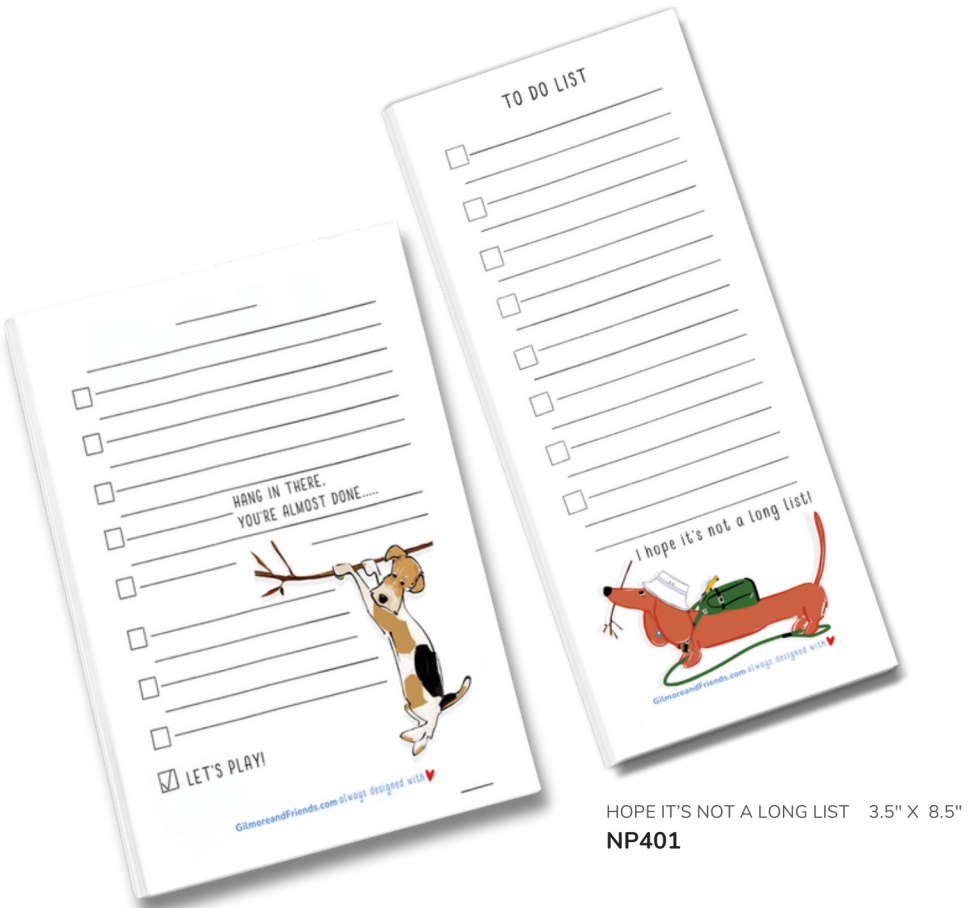 TO DO LIST
I hope it's not a long list!
GilmoreandFriends.com always designed with
HANG IN THERE.
YOU'RE ALMOST DONE.....
LET'S PLAY!
GilmoreandFriends.com always designed with
HOPE IT'S NOT A LONG LIST 3.5" X 8.5"
NP401